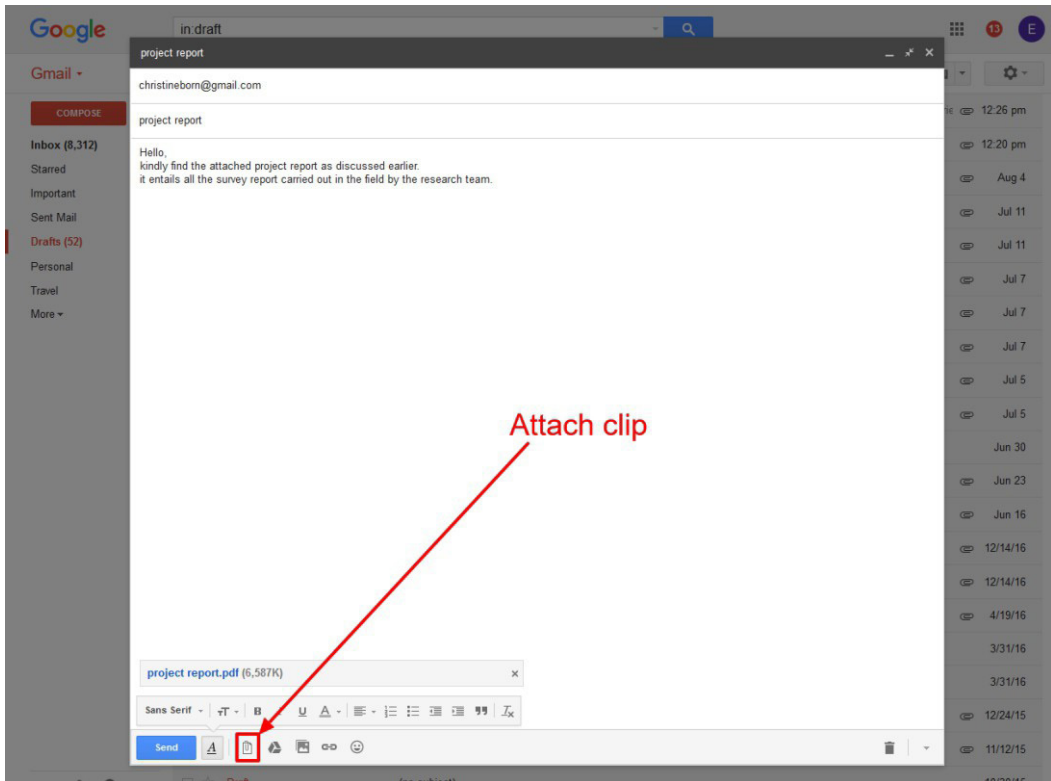 Google
in:draft
13
E
project report
Gmail
christineborn@gmail.com
COMPOSE
project report
12:26 pm
Inbox (8,312)
Hello,
12:20 pm
kindly find the attached project report as discussed earlier.
Starred
it entails all the survey report carried out in the field by the research team.
Aug 4
Important
Sent Mail
Jul 11
Drafts (52)
Jul 11
Personal
Jul 7
Travel
More
Jul 7
Jul 7
Jul 5
Attach clip
Jul 5
Jun 30
Jun 23
Jun 16
12/14/16
12/14/16
4/19/16
3/31/16
project report.pdf (6,587K)
3/31/16
Sans Serif
B U A
12/24/15
Send A
11/12/15